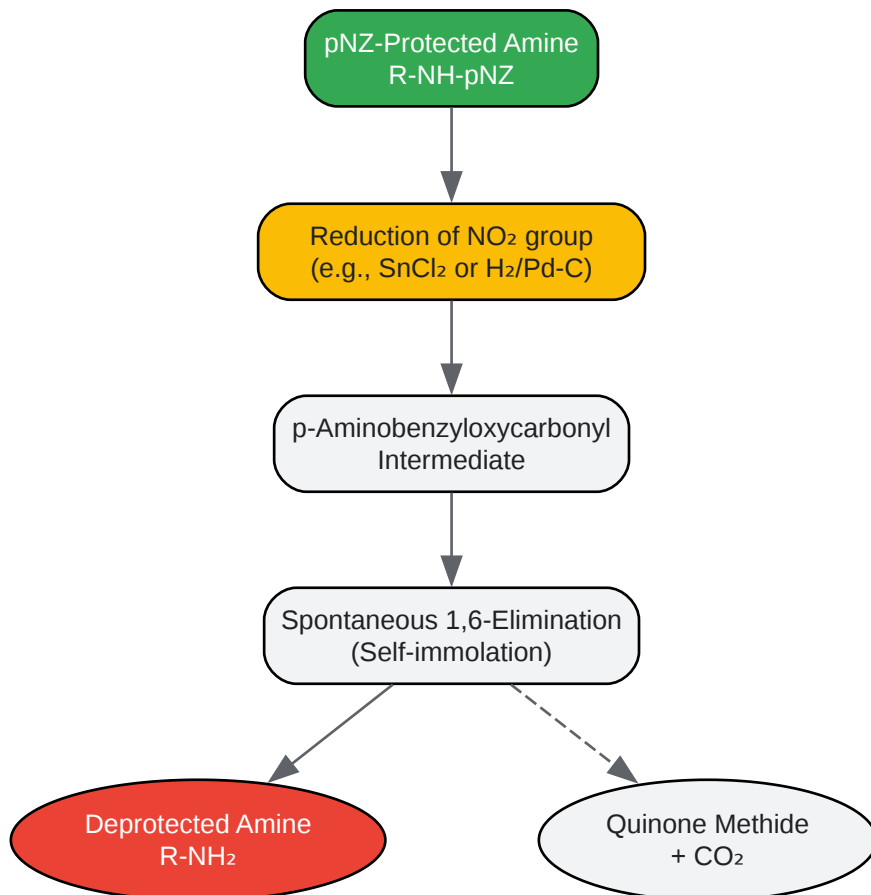 pNZ-Protected Amine
R-NH-pNZ
Reduction of NO₂ group
(e.g., SnCl₂ or H₂/Pd-C)
p-Aminobenzyloxycarbonyl
Intermediate
Spontaneous 1,6-Elimination
(Self-immolation)
Deprotected Amine
R-NH₂
Quinone Methide
+ CO₂